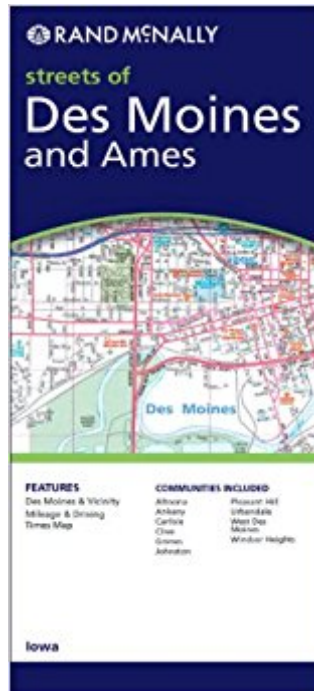 RAND McNALLY
streets of
Des Moines
and Ames
Des Moines
FEATURES
Des Moines & Vicinity
Mileage & Driving
Times Map
COMMUNITIES INCLUDED
Altoona
Ankeny
Carlisle
Clive
Grimes
Johnston
Pleasant Hill
Urbandale
West Des
Moines
Windsor Heights
Iowa